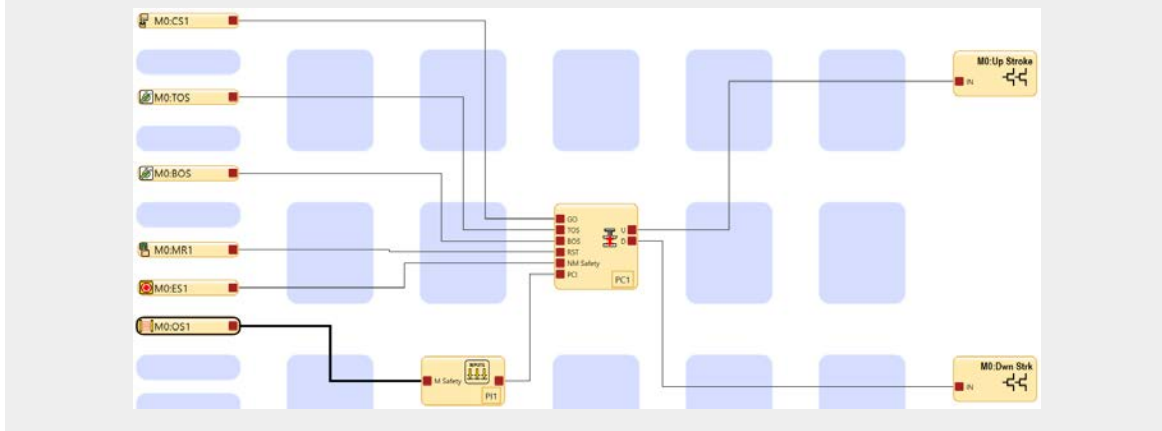 M0:CS1
M0:Up Stroke
IN
M0:TOS
M0:BOS
GO
TOS
BOS
RST
NM Safety
PCI
U
D
PC1
M0:MR1
M0:ES1
M0:OS1
INPUTS
M Safety
PI1
M0:Dwn Strk
IN